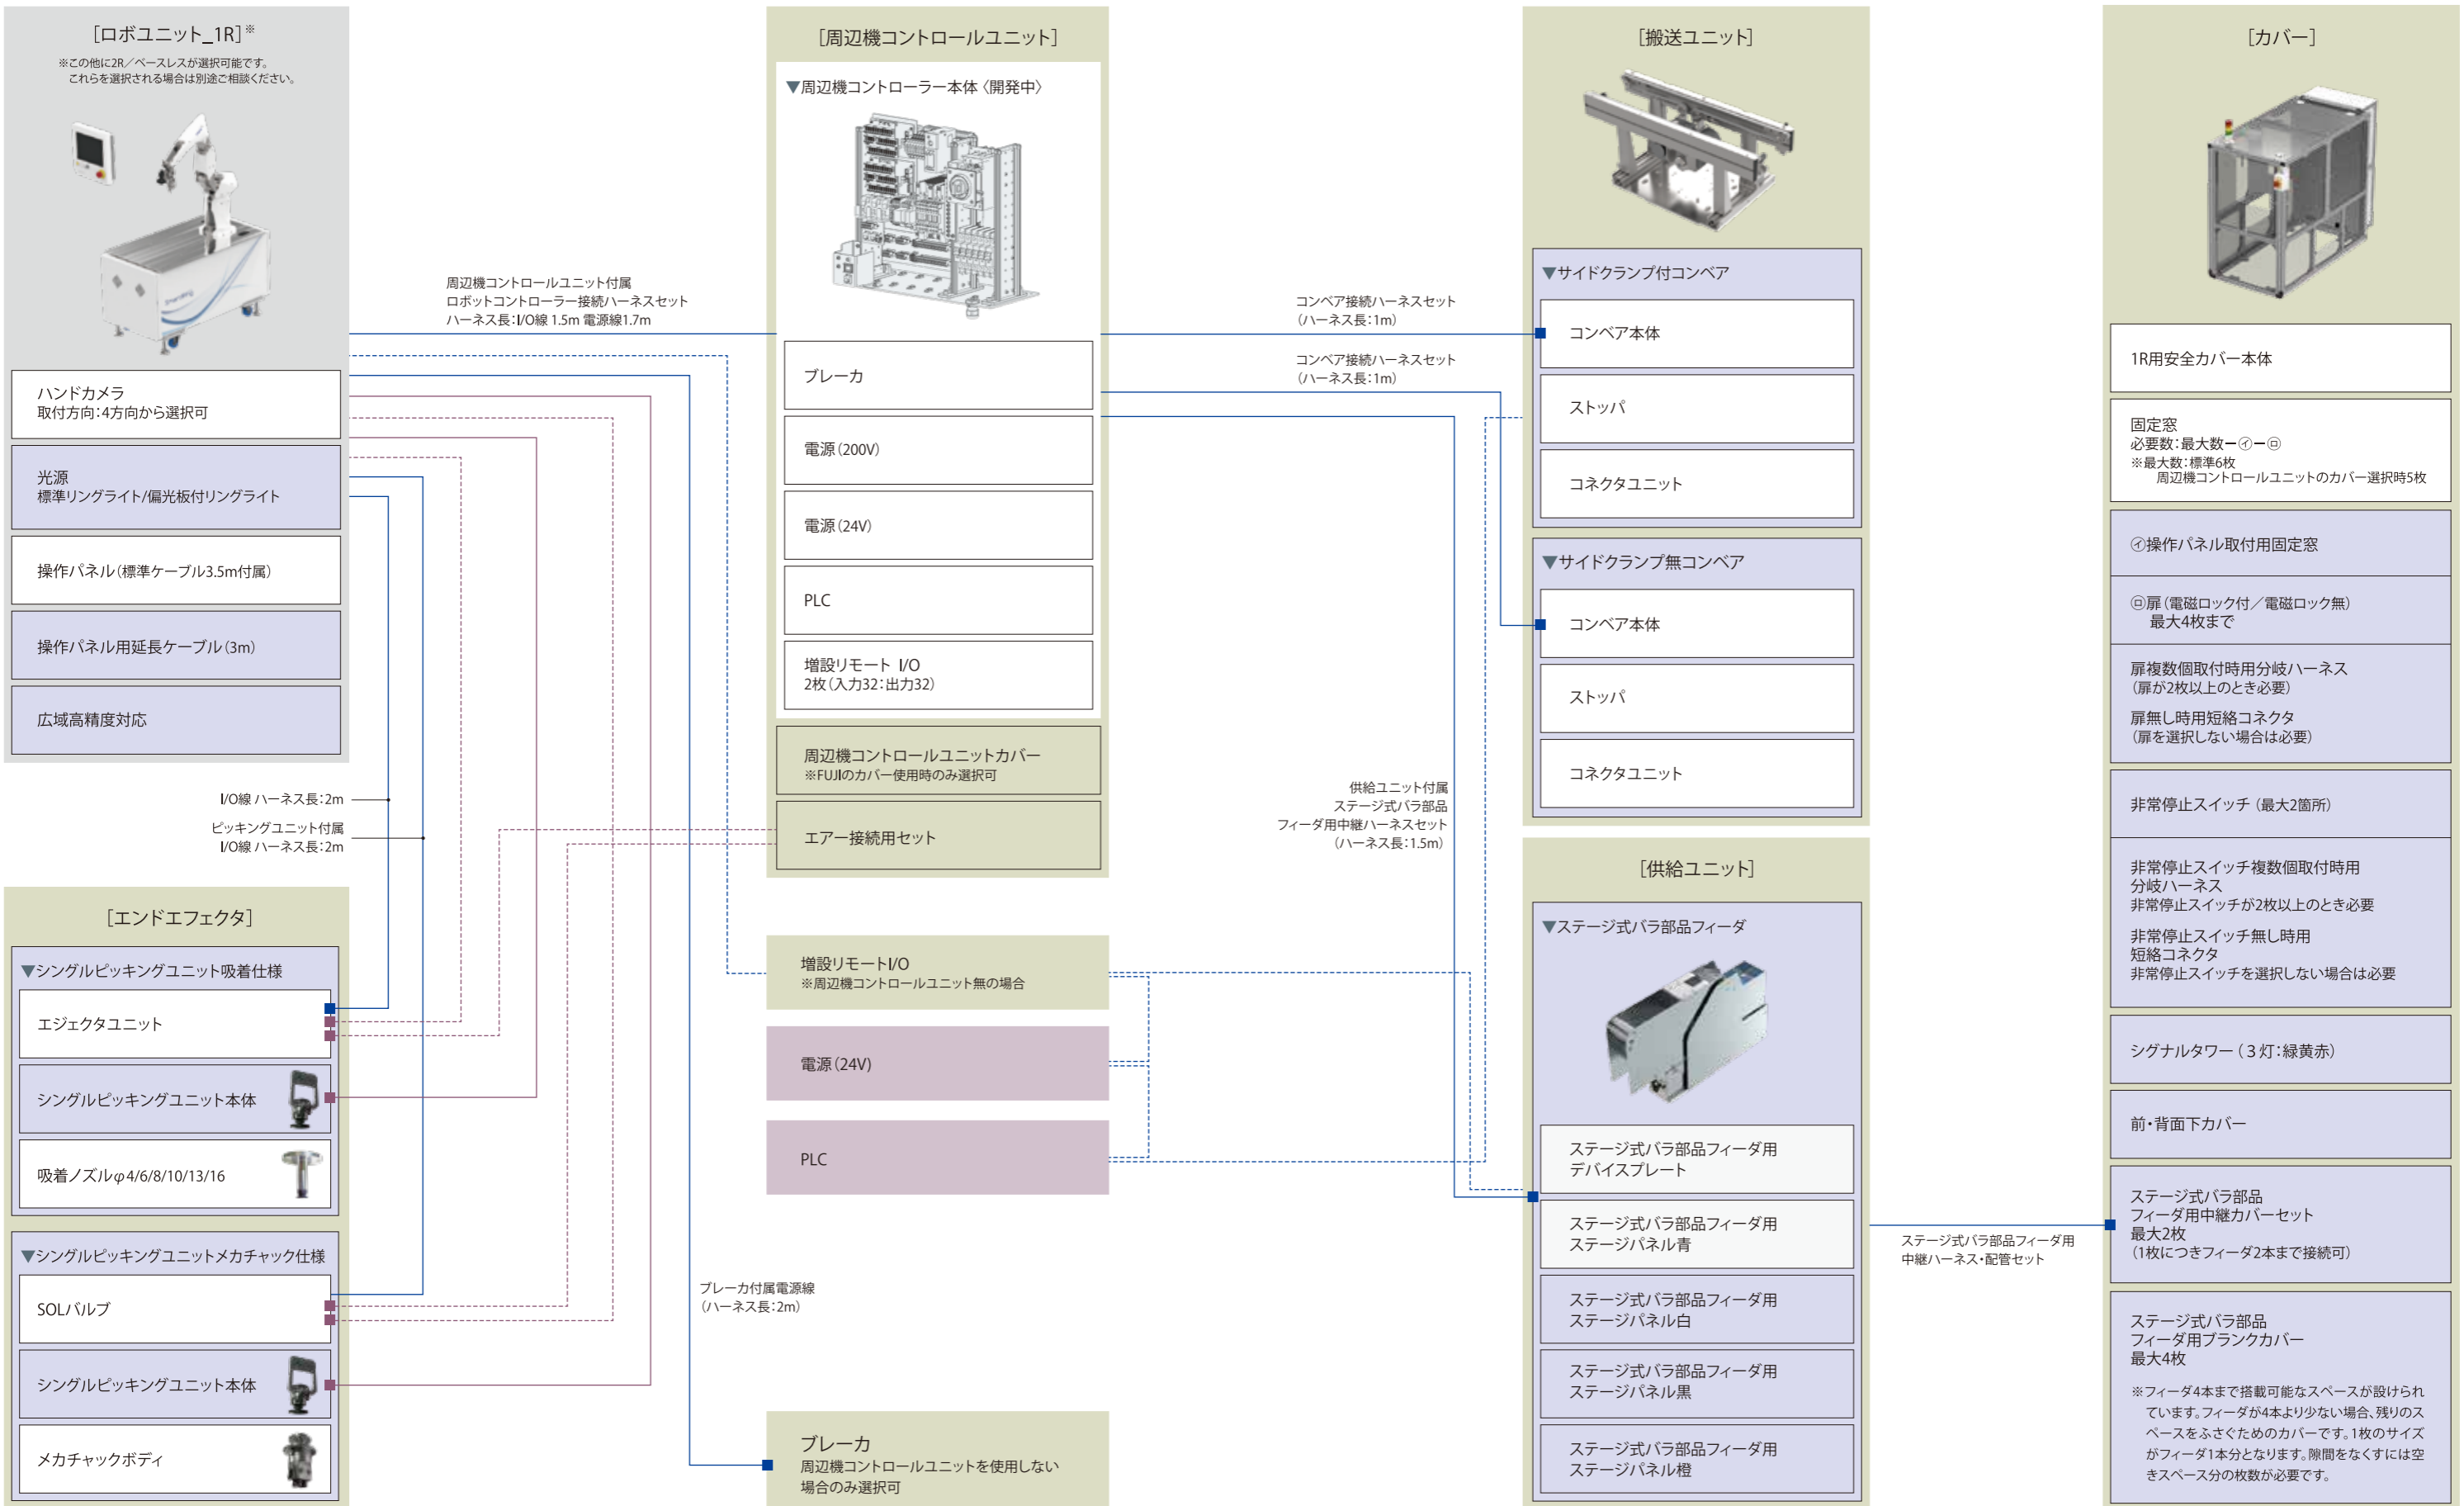 ［ロボユニット_1R］※
※この他に2R／ベースレスが選択可能です。
これらを選択される場合は別途ご相談ください。
ハンドカメラ
取付方向：4方向から選択可
光源
標準リングライト/偏光板付リングライト
操作パネル（標準ケーブル3.5m付属）
操作パネル用延長ケーブル（3m）
広域高精度対応
I/O線 ハーネス長：2m
ピッキングユニット付属
I/O線 ハーネス長：2m
［エンドエフェクタ］
▼シングルピッキングユニット吸着仕様
エジェクタユニット
シングルピッキングユニット本体
吸着ノズルφ4/6/8/10/13/16
▼シングルピッキングユニットメカチャック仕様
SOLバルブ
シングルピッキングユニット本体
メカチャックボディ
周辺機コントロールユニット付属
ロボットコントローラー接続ハーネスセット
ハーネス長：I/O線 1.5m 電源線1.7m
ブレーカ付属電源線
（ハーネス長：2m）
［周辺機コントロールユニット］
▼周辺機コントローラー本体〈開発中〉
ブレーカ
電源（200V）
電源（24V）
PLC
増設リモート I/O
2枚（入力32：出力32）
周辺機コントロールユニットカバー
※FUJIのカバー使用時のみ選択可
エアー接続用セット
増設リモートI/O
※周辺機コントロールユニット無の場合
電源（24V）
PLC
ブレーカ
周辺機コントロールユニットを使用しない
場合のみ選択可
コンベア接続ハーネスセット
（ハーネス長：1m）
コンベア接続ハーネスセット
（ハーネス長：1m）
供給ユニット付属
ステージ式バラ部品
フィーダ用中継ハーネスセット
（ハーネス長：1.5m）
［搬送ユニット］
▼サイドクランプ付コンベア
コンベア本体
ストッパ
コネクタユニット
▼サイドクランプ無コンベア
コンベア本体
ストッパ
コネクタユニット
［供給ユニット］
▼ステージ式バラ部品フィーダ
ステージ式バラ部品フィーダ用
デバイスプレート
ステージ式バラ部品フィーダ用
ステージパネル青
ステージ式バラ部品フィーダ用
ステージパネル白
ステージ式バラ部品フィーダ用
ステージパネル黒
ステージ式バラ部品フィーダ用
ステージパネル橙
ステージ式バラ部品フィーダ用
中継ハーネス・配管セット
［カバー］
1R用安全カバー本体
固定窓
必要数：最大数ー㋑ー㋺
※最大数：標準6枚
周辺機コントロールユニットのカバー選択時5枚
㋑操作パネル取付用固定窓
㋺扉（電磁ロック付／電磁ロック無）
最大4枚まで
扉複数個取付時用分岐ハーネス
（扉が2枚以上のとき必要）
扉無し時用短絡コネクタ
（扉を選択しない場合は必要）
非常停止スイッチ（最大2箇所）
非常停止スイッチ複数個取付時用
分岐ハーネス
非常停止スイッチが2枚以上のとき必要
非常停止スイッチ無し時用
短絡コネクタ
非常停止スイッチを選択しない場合は必要
シグナルタワー（３灯：緑黄赤）
前・背面下カバー
ステージ式バラ部品
フィーダ用中継カバーセット
最大2枚
（1枚につきフィーダ2本まで接続可）
ステージ式バラ部品
フィーダ用ブランクカバー
最大4枚
※フィーダ4本まで搭載可能なスペースが設けられ
ています。フィーダが4本より少ない場合、残りのス
ペースをふさぐためのカバーです。1枚のサイズ
がフィーダ1本分となります。隙間をなくすには空
きスペース分の枚数が必要です。